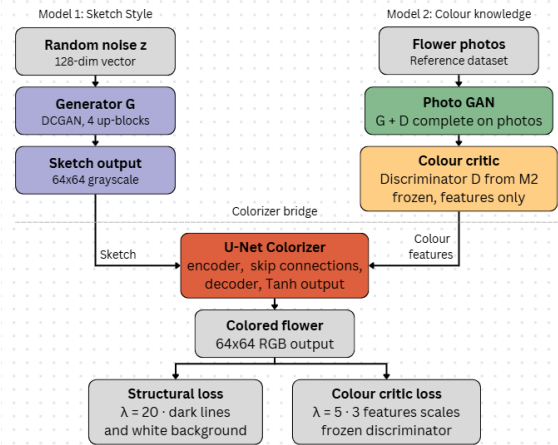 Model 1: Sketch Style
Model 2: Colour knowledge
Random noise z
128-dim vector
Flower photos
Reference dataset
Generator G
DCGAN, 4 up-blocks
Photo GAN
G + D complete on photos
Sketch output
64x64 grayscale
Colour critic
Discriminator D from M2
frozen, features only
Colorizer bridge
Sketch
U-Net Colorizer
encoder, skip connections,
decoder, Tanh output
Colour
features
Colored flower
64x64 RGB output
Structural loss
λ = 20 · dark lines
and white background
Colour critic loss
λ = 5 · 3 features scales
frozen discriminator